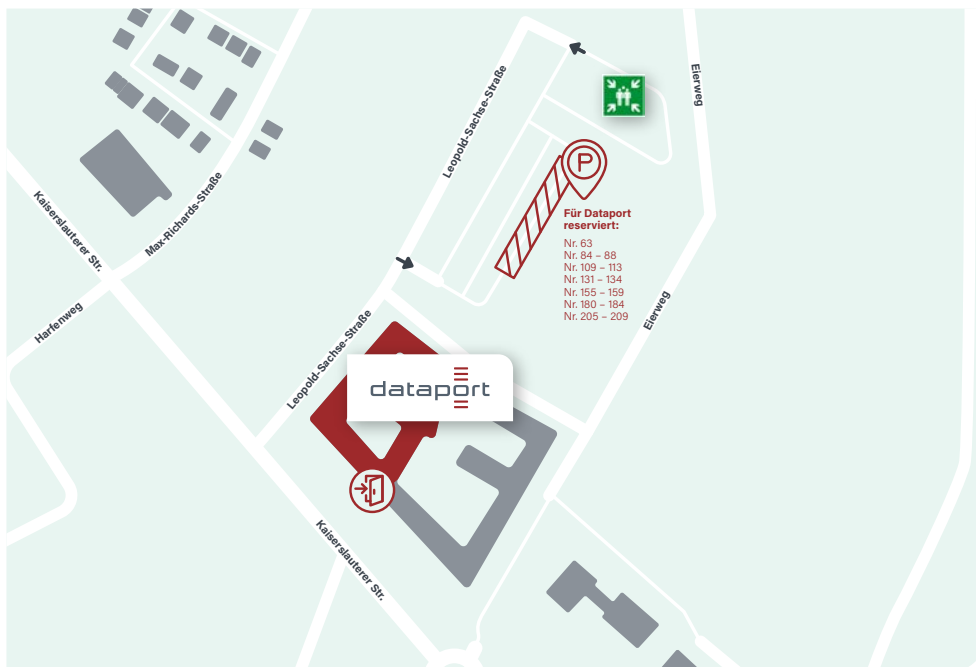 Eierweg
Leopold-Sachse-Straße
P
Kaiserslauterer Str.
Max-Richards-Straße
Für Dataport
reserviert:
Nr. 63
Nr. 84 – 88
Nr. 109 – 113
Nr. 131 – 134
Nr. 155 – 159
Nr. 180 – 184
Nr. 205 – 209
Harfenweg
Eierweg
Leopold-Sachse-Straße
dataport
Kaiserslauterer Str.